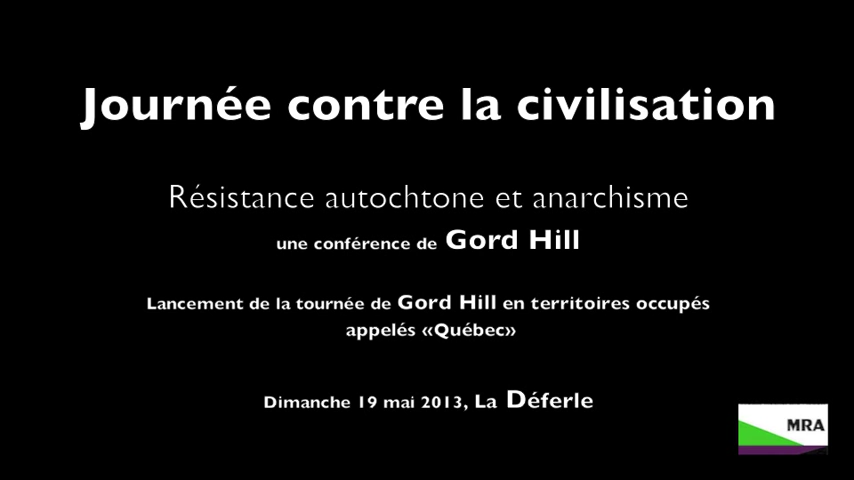 Journée contre la civilisation
Résistance autochtone et anarchisme
une conférence de Gord Hill
Lancement de la tournée de Gord Hill en territoires occupés
appelés «Québec»
Dimanche 19 mai 2013, La Déferle
MRA